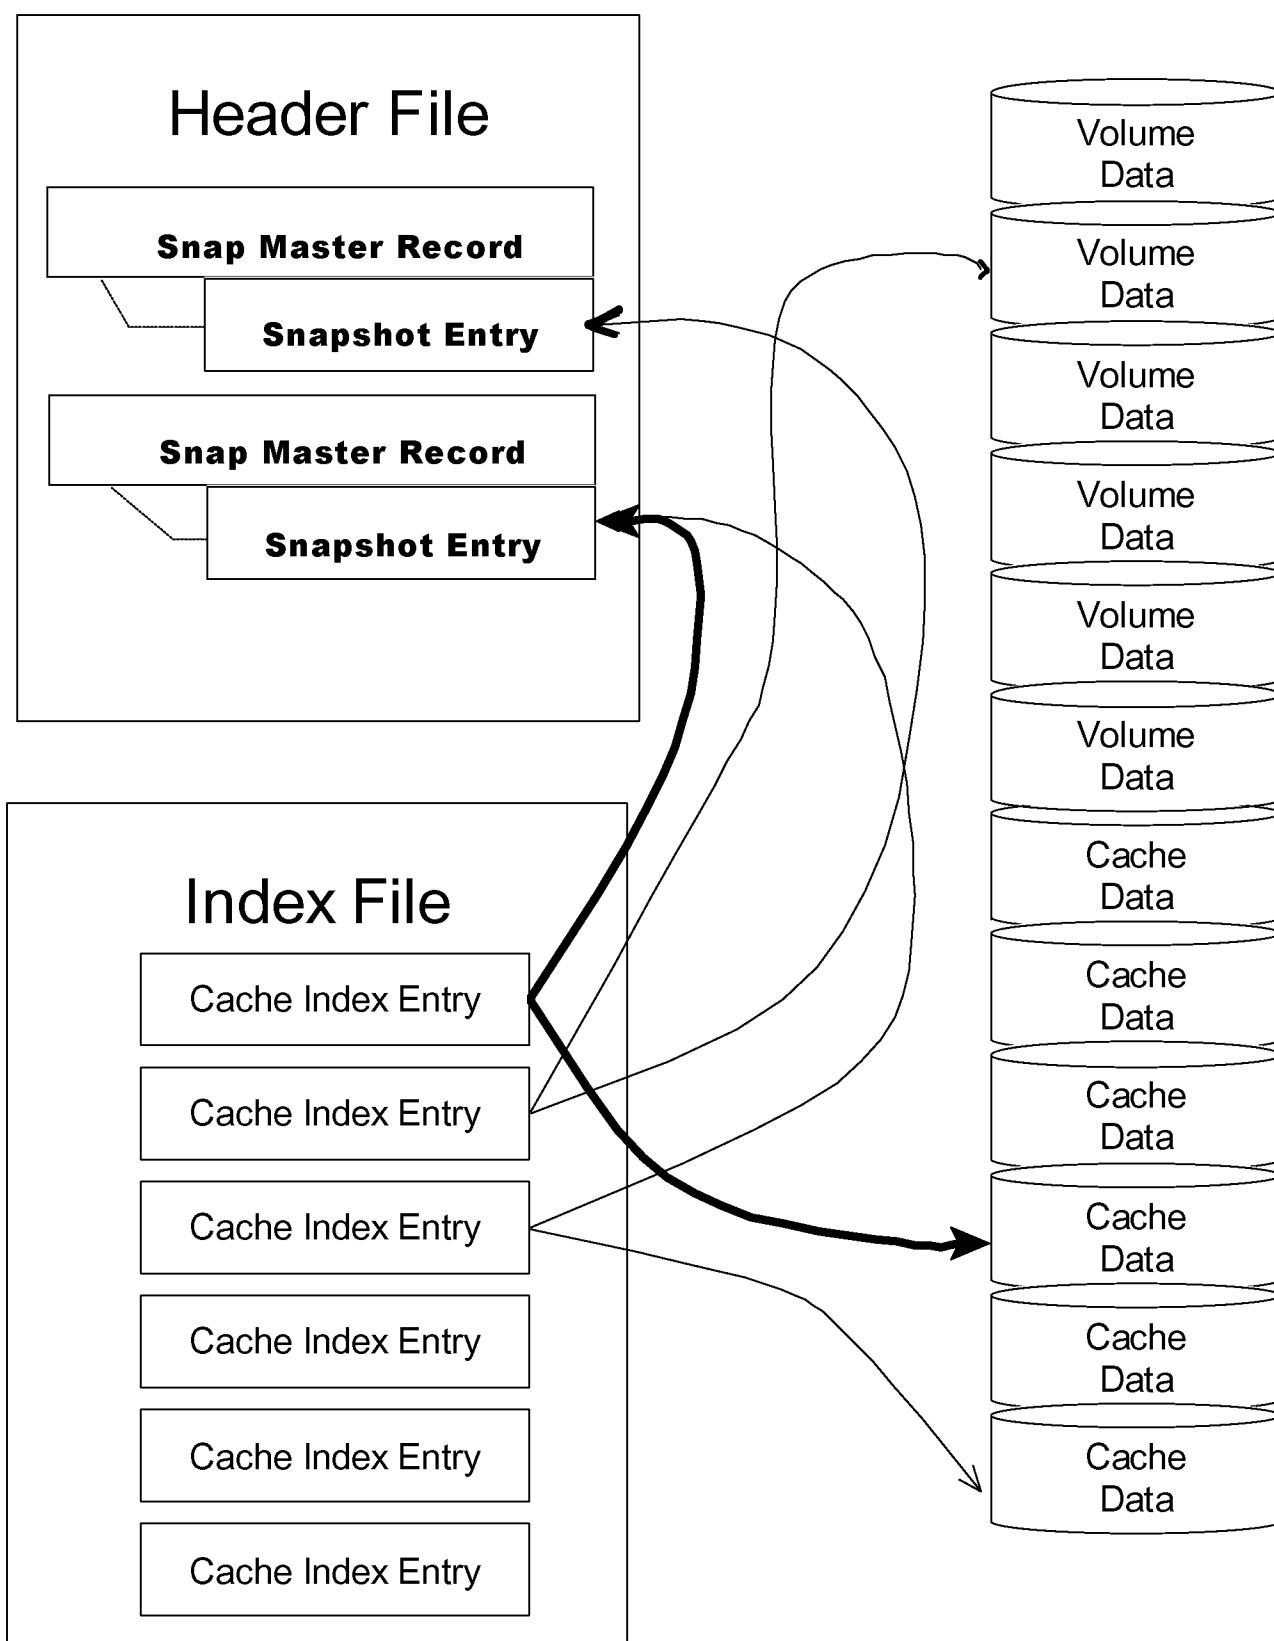 Header File
Snap Master Record
Snapshot Entry
Snap Master Record
Snapshot Entry
Index File
Cache Index Entry
Cache Index Entry
Cache Index Entry
Cache Index Entry
Cache Index Entry
Cache Index Entry
Volume
Data
Volume
Data
Volume
Data
Volume
Data
Volume
Data
Volume
Data
Cache
Data
Cache
Data
Cache
Data
Cache
Data
Cache
Data
Cache
Data